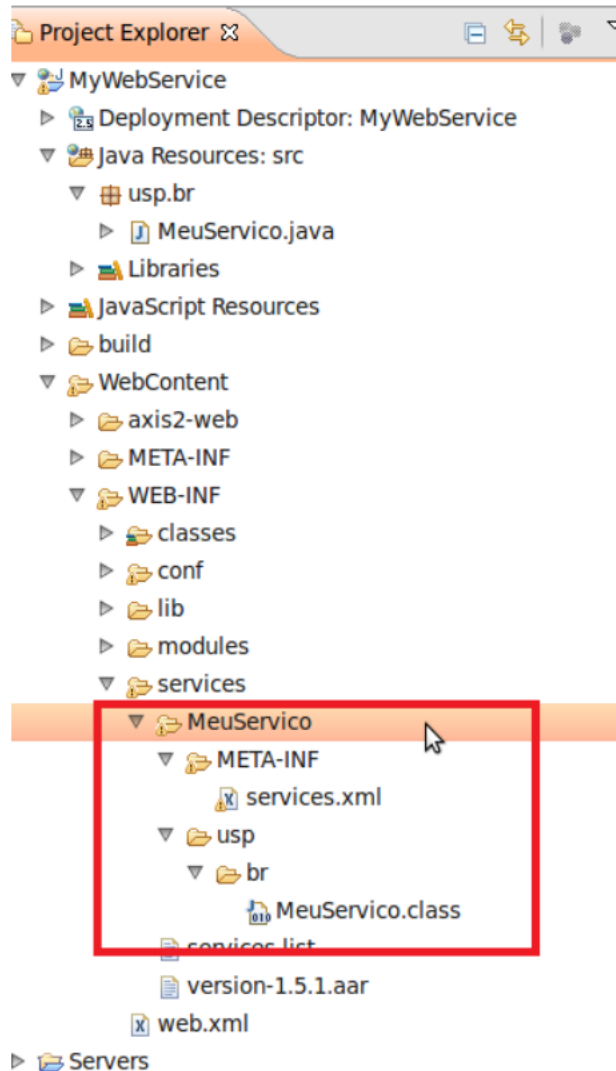 Project Explorer
MyWebService
Deployment Descriptor: MyWebService
Java Resources: src
usp.br
MeuServico.java
Libraries
JavaScript Resources
build
WebContent
axis2-web
META-INF
WEB-INF
classes
conf
lib
modules
services
MeuServico
META-INF
services.xml
usp
br
MeuServico.class
services.list
version-1.5.1.aar
web.xml
Servers